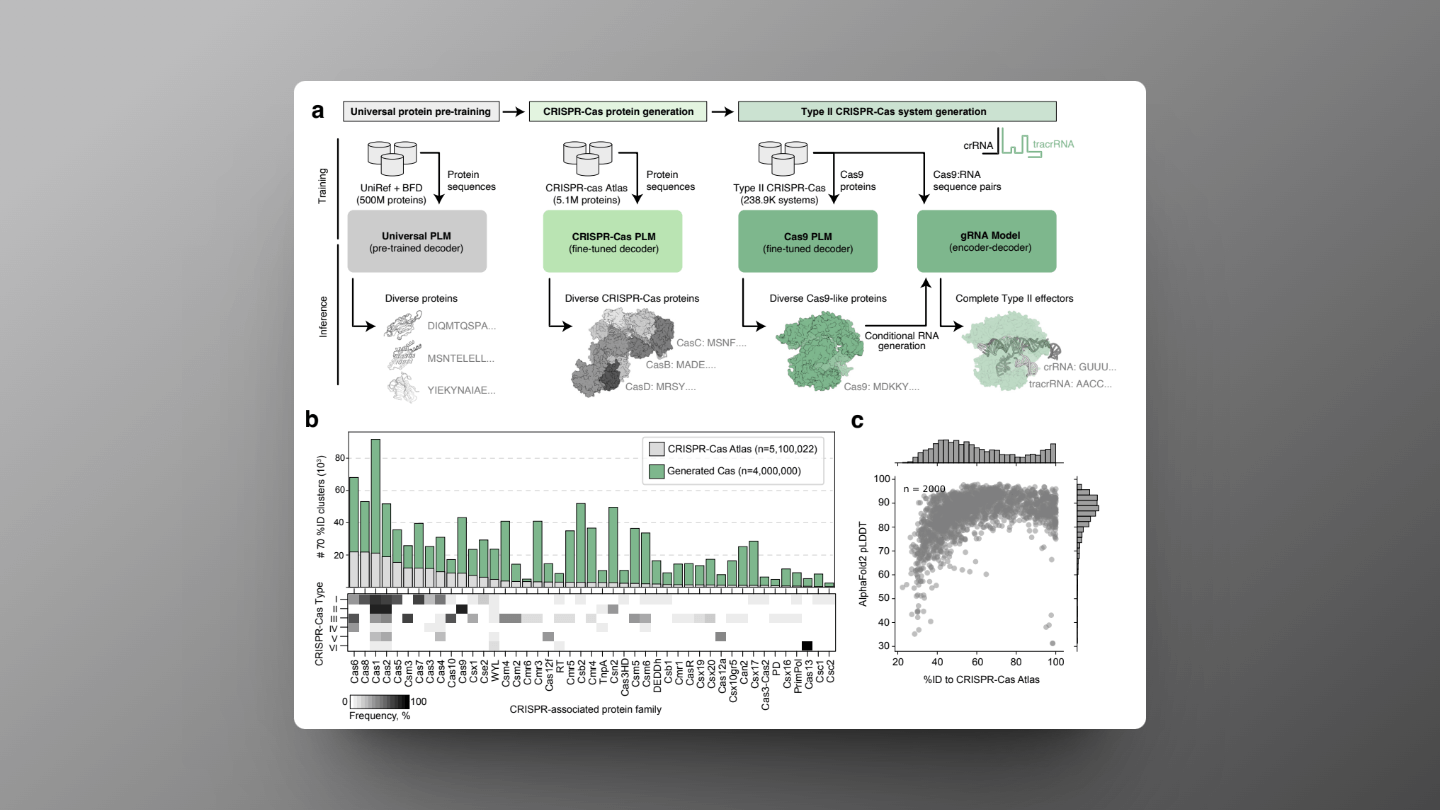 a
Universal protein pre-training
CRISPR-Cas protein generation
Type II CRISPR-Cas system generation
Training
Inference
UniRef + BFD
(500M proteins)
Protein
sequences
Universal PLM
(pre-trained decoder)
Diverse proteins
DIQMTQSPA...
MSNTELELL...
YIEKYNAIAE...
CRISPR-cas Atlas
(5.1M proteins)
Protein
sequences
CRISPR-Cas PLM
(fine-tuned decoder)
Diverse CRISPR-Cas proteins
CasC: MSNF....
CasB: MADE....
CasD: MRSY....
Type II CRISPR-Cas
(238.9K systems)
Cas9
proteins
Cas9 PLM
(fine-tuned decoder)
Diverse Cas9-like proteins
Cas9: MDKKY....
Conditional RNA
generation
crRNA
tracrRNA
Cas9:RNA
sequence pairs
gRNA Model
(encoder-decoder)
Complete Type II effectors
crRNA: GUUU...
tracrRNA: AACC...
b
# 70 %ID clusters (10³)
80
60
40
20
CRISPR-Cas Atlas (n=5,100,022)
Generated Cas (n=4,000,000)
CRISPR-Cas Type
I
II
III
IV
V
VI
Cas6
Cas8
Cas1
Cas2
Cas5
Csm3
Cas7
Cas3
Cas4
Cas10
Cas9
Csx1
Cse2
WYL
Csm4
Csm2
Cmr6
Cmr3
Cas12f
RT
Cmr5
Csb2
Cmr4
TnpA
Csn2
Cas3HD
Csm5
Csm6
DEDDh
Csb1
Cmr1
CasR
Csx19
Csx20
Cas12a
Csx10gr5
Can2
Csx17
Cas3-Cas2
PD
Csx16
PrimPol
Cas13
Csc1
Csc2
0
100
Frequency, %
CRISPR-associated protein family
c
n = 2000
AlphaFold2 pLDDT
100
90
80
70
60
50
40
30
20
40
60
80
100
%ID to CRISPR-Cas Atlas